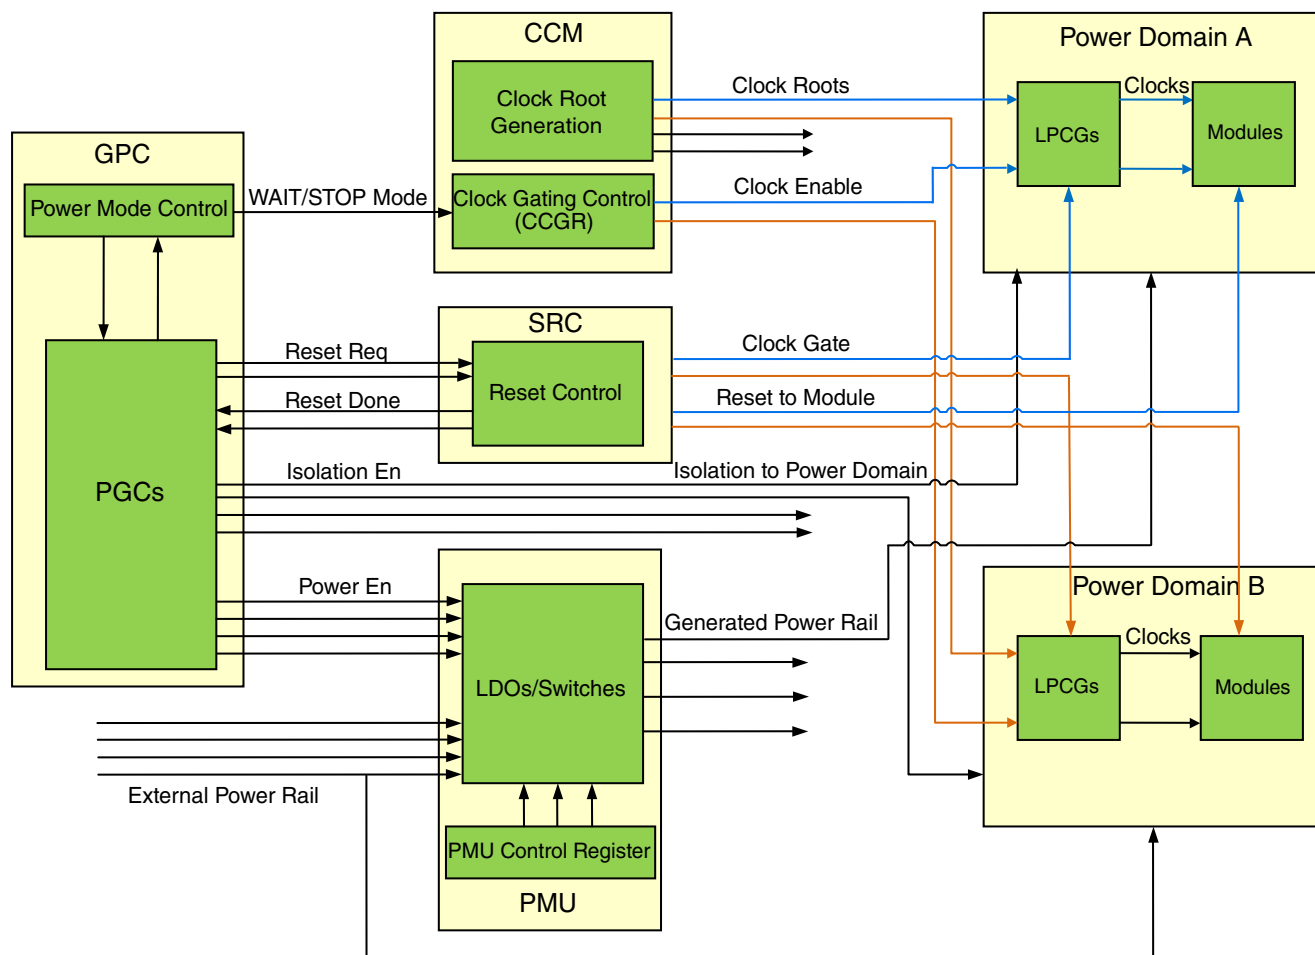 CCM
Clock Root
Generation
Clock Gating Control
(CCGR)
GPC
Power Mode Control
PGCs
WAIT/STOP Mode
Clock Roots
Clock Enable
Power Domain A
LPCGs
Clocks
Modules
SRC
Reset Control
Reset Req
Reset Done
Clock Gate
Reset to Module
Isolation En
Isolation to Power Domain
Power En
LDOs/Switches
Generated Power Rail
External Power Rail
PMU Control Register
PMU
Power Domain B
LPCGs
Clocks
Modules